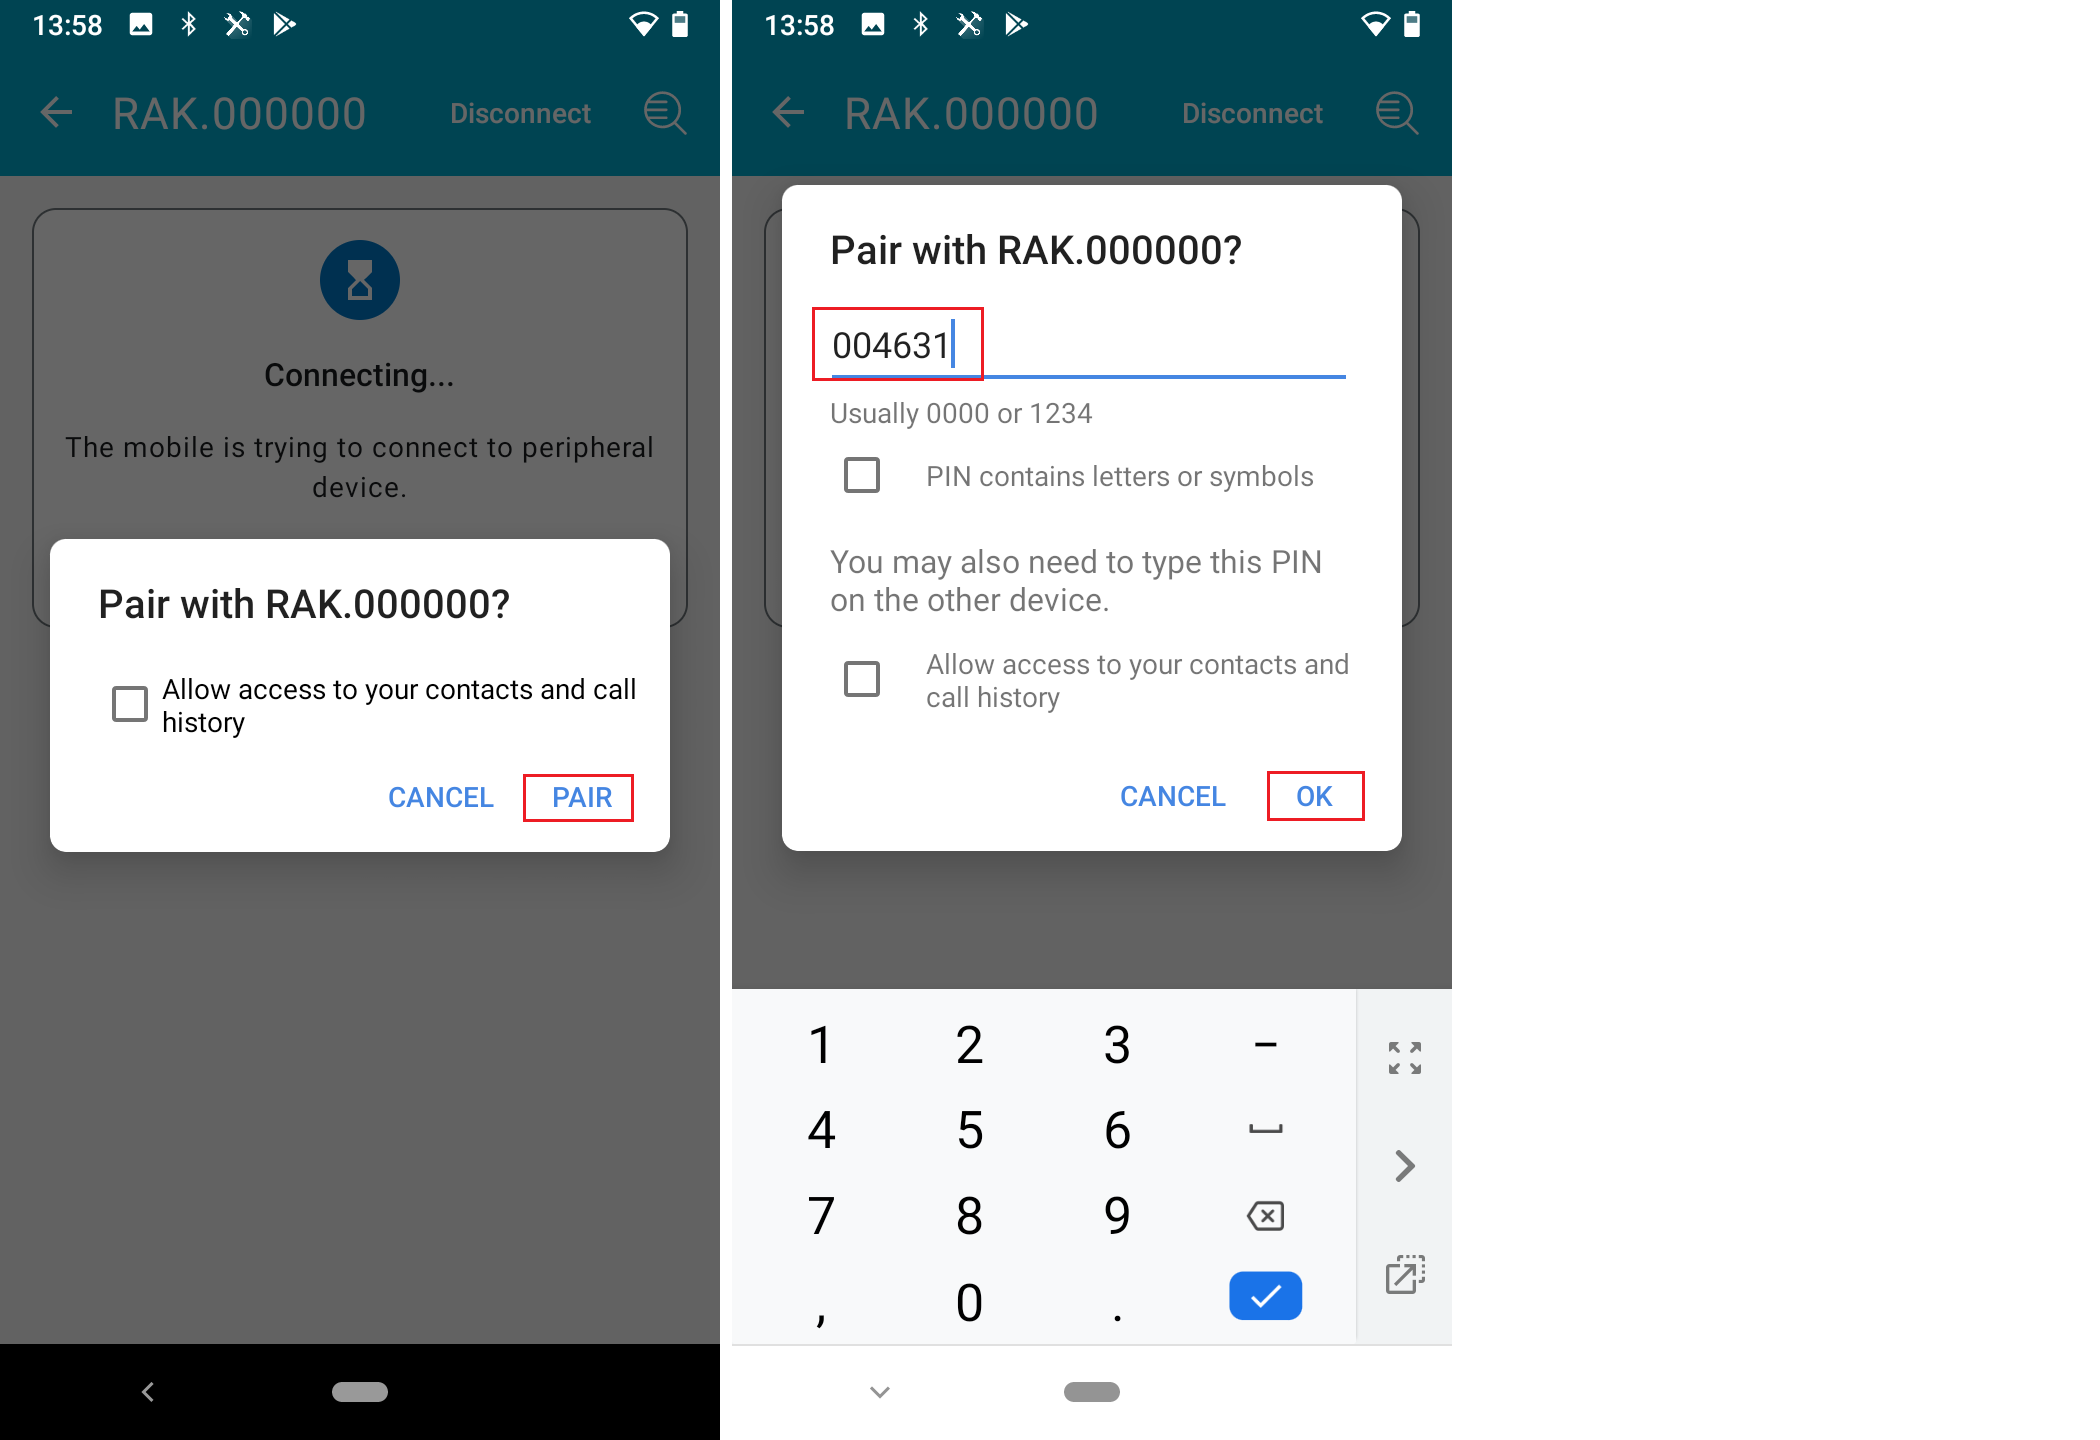 13:58
RAK.000000 Disconnect
Connecting...
The mobile is trying to connect to peripheral
device.
Pair with RAK.000000?
Allow access to your contacts and call
history
CANCEL PAIR
13:58
RAK.000000 Disconnect
Pair with RAK.000000?
004631
Usually 0000 or 1234
PIN contains letters or symbols
You may also need to type this PIN
on the other device.
Allow access to your contacts and
call history
CANCEL OK
1 2 3 –
4 5 6
7 8 9
, 0 .